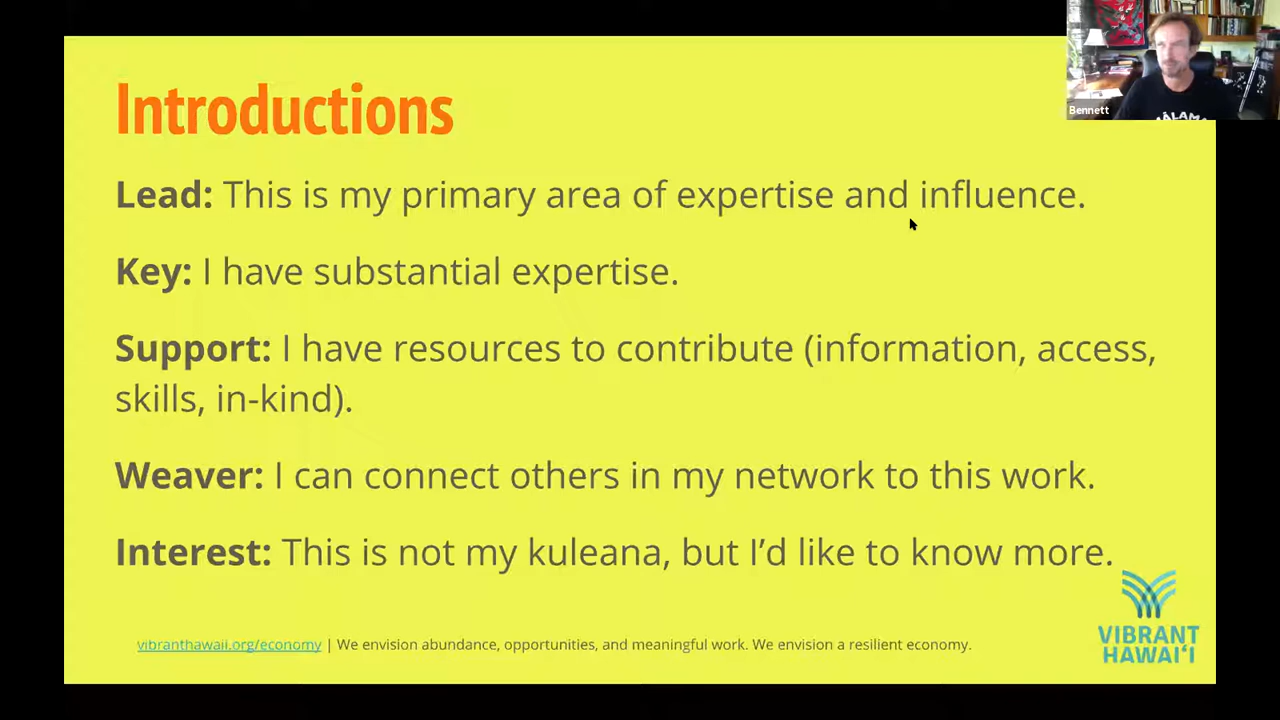 Introductions
Lead: This is my primary area of expertise and influence.
Key: I have substantial expertise.
Support: I have resources to contribute (information, access,
skills, in-kind).
Weaver: I can connect others in my network to this work.
Interest: This is not my kuleana, but I’d like to know more.
vibranthawaii.org/economy | We envision abundance, opportunities, and meaningful work. We envision a resilient economy.
VIBRANT
HAWAIʻI
Bennett